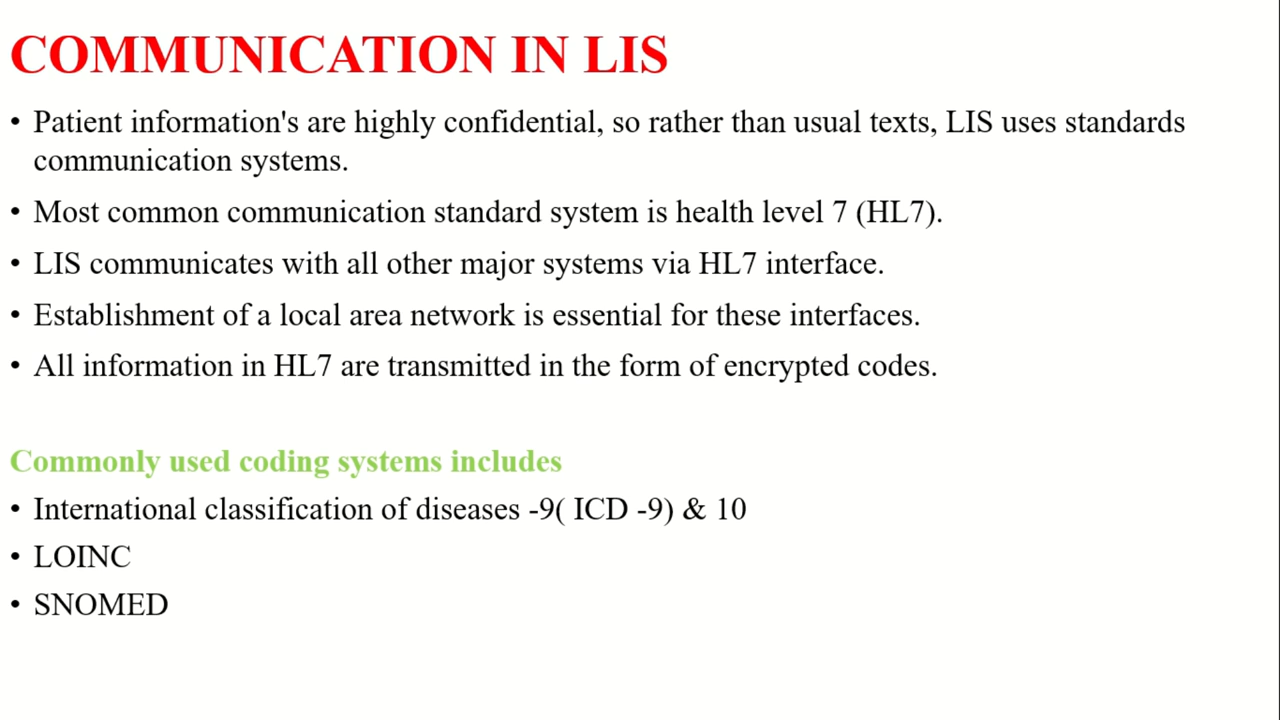 COMMUNICATION IN LIS
• Patient information's are highly confidential, so rather than usual texts, LIS uses standards
communication systems.
• Most common communication standard system is health level 7 (HL7).
• LIS communicates with all other major systems via HL7 interface.
• Establishment of a local area network is essential for these interfaces.
• All information in HL7 are transmitted in the form of encrypted codes.
Commonly used coding systems includes
• International classification of diseases -9( ICD -9) & 10
• LOINC
• SNOMED